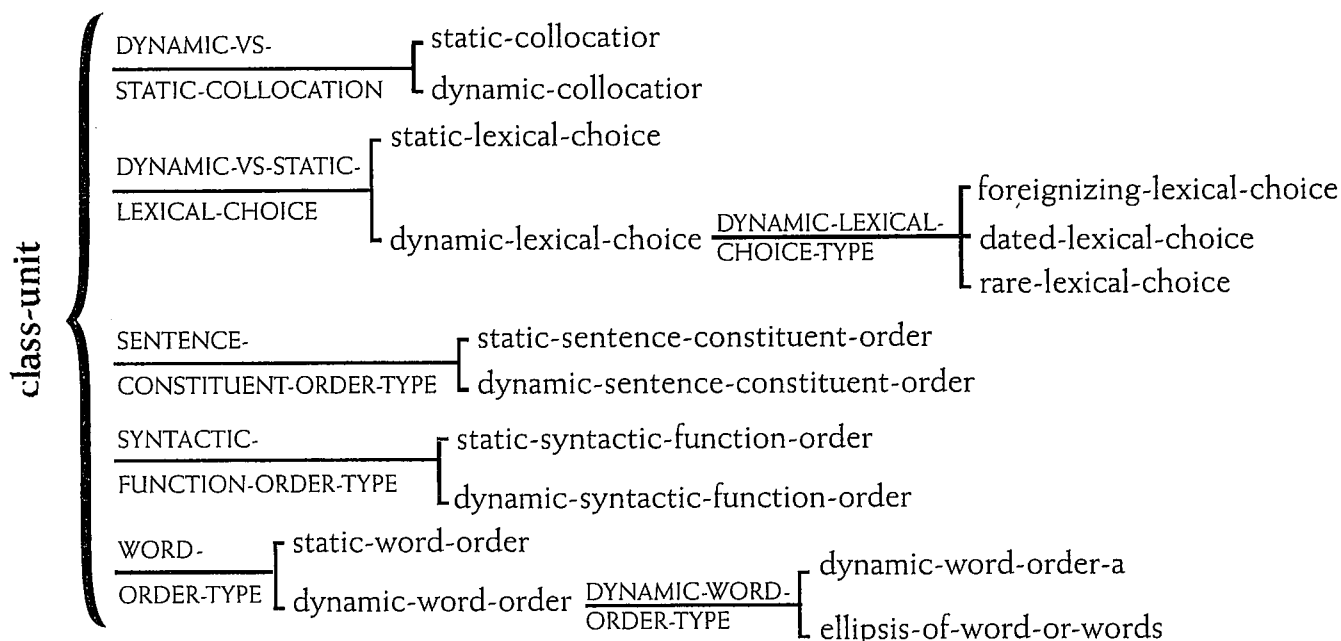 class-unit
DYNAMIC-VS-
STATIC-COLLOCATION
static-collocatior
dynamic-collocatior
DYNAMIC-VS-STATIC-
LEXICAL-CHOICE
static-lexical-choice
dynamic-lexical-choice
DYNAMIC-LEXICAL-
CHOICE-TYPE
foreignizing-lexical-choice
dated-lexical-choice
rare-lexical-choice
SENTENCE-
CONSTITUENT-ORDER-TYPE
static-sentence-constituent-order
dynamic-sentence-constituent-order
SYNTACTIC-
FUNCTION-ORDER-TYPE
static-syntactic-function-order
dynamic-syntactic-function-order
WORD-
ORDER-TYPE
static-word-order
dynamic-word-order
DYNAMIC-WORD-
ORDER-TYPE
dynamic-word-order-a
ellipsis-of-word-or-words